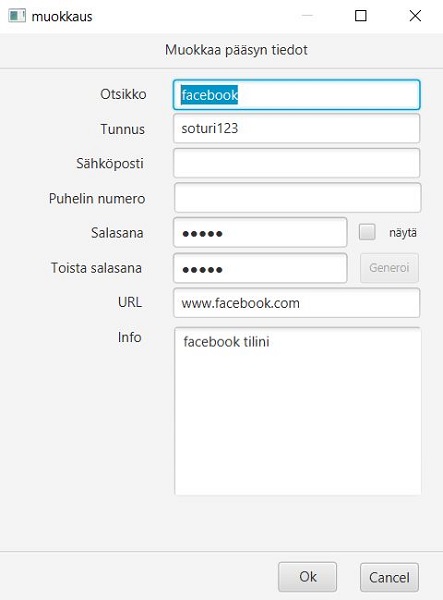 muokkaus
Muokkaa pääsyn tiedot
Otsikko facebook
Tunnus soturi123
Sähköposti
Puhelin numero
Salasana ●●●●● näytä
Toista salasana ●●●●● Generoi
URL www.facebook.com
Info facebook tilini
Ok Cancel